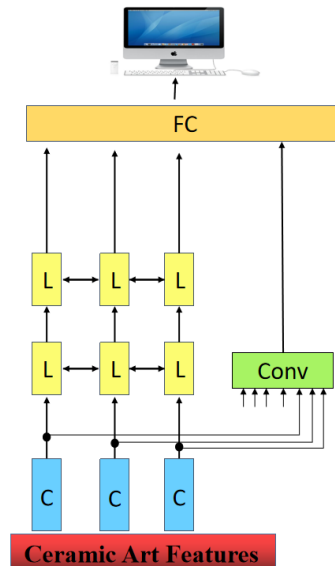 FC
L L L
L L L
Conv
C C C
Ceramic Art Features